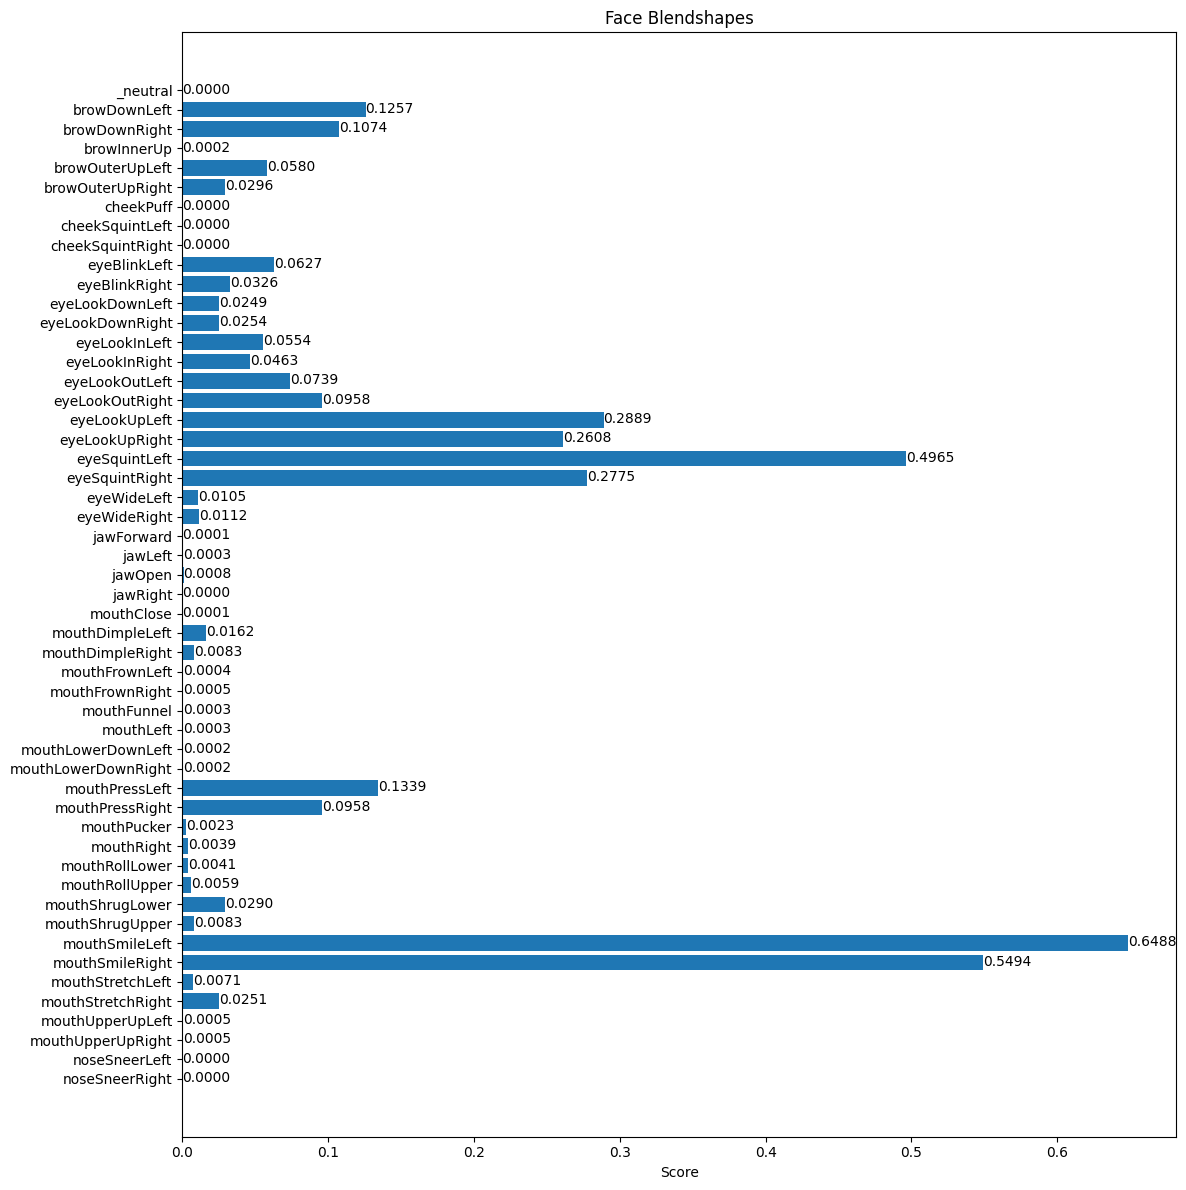 Face Blendshapes
_neutral 0.0000
browDownLeft 0.1257
browDownRight 0.1074
browInnerUp 0.0002
browOuterUpLeft 0.0580
browOuterUpRight 0.0296
cheekPuff 0.0000
cheekSquintLeft 0.0000
cheekSquintRight 0.0000
eyeBlinkLeft 0.0627
eyeBlinkRight 0.0326
eyeLookDownLeft 0.0249
eyeLookDownRight 0.0254
eyeLookInLeft 0.0554
eyeLookInRight 0.0463
eyeLookOutLeft 0.0739
eyeLookOutRight 0.0958
eyeLookUpLeft 0.2889
eyeLookUpRight 0.2608
eyeSquintLeft 0.4965
eyeSquintRight 0.2775
eyeWideLeft 0.0105
eyeWideRight 0.0112
jawForward 0.0001
jawLeft 0.0003
jawOpen 0.0008
jawRight 0.0000
mouthClose 0.0001
mouthDimpleLeft 0.0162
mouthDimpleRight 0.0083
mouthFrownLeft 0.0004
mouthFrownRight 0.0005
mouthFunnel 0.0003
mouthLeft 0.0003
mouthLowerDownLeft 0.0002
mouthLowerDownRight 0.0002
mouthPressLeft 0.1339
mouthPressRight 0.0958
mouthPucker 0.0023
mouthRight 0.0039
mouthRollLower 0.0041
mouthRollUpper 0.0059
mouthShrugLower 0.0290
mouthShrugUpper 0.0083
mouthSmileLeft 0.6488
mouthSmileRight 0.5494
mouthStretchLeft 0.0071
mouthStretchRight 0.0251
mouthUpperUpLeft 0.0005
mouthUpperUpRight 0.0005
noseSneerLeft 0.0000
noseSneerRight 0.0000
0.0 0.1 0.2 0.3 0.4 0.5 0.6
Score